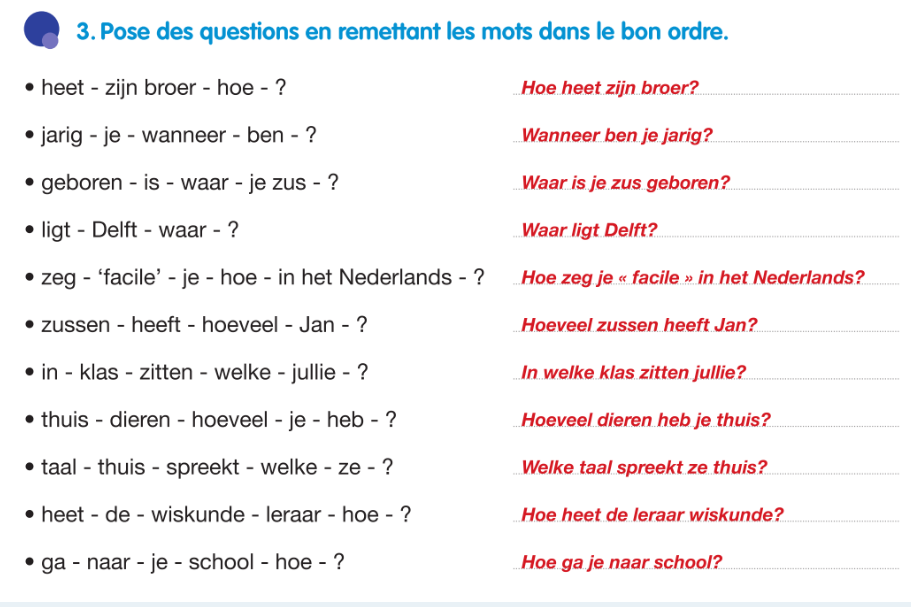 3. Pose des questions en remettant les mots dans le bon ordre.
• heet - zijn broer - hoe - ? Hoe heet zijn broer?
• jarig - je - wanneer - ben - ? Wanneer ben je jarig?
• geboren - is - waar - je zus - ? Waar is je zus geboren?
• ligt - Delft - waar - ? Waar ligt Delft?
• zeg - ‘facile’ - je - hoe - in het Nederlands - ? Hoe zeg je « facile » in het Nederlands?
• zussen - heeft - hoeveel - Jan - ? Hoeveel zussen heeft Jan?
• in - klas - zitten - welke - jullie - ? In welke klas zitten jullie?
• thuis - dieren - hoeveel - je - heb - ? Hoeveel dieren heb je thuis?
• taal - thuis - spreekt - welke - ze - ? Welke taal spreekt ze thuis?
• heet - de - wiskunde - leraar - hoe - ? Hoe heet de leraar wiskunde?
• ga - naar - je - school - hoe - ? Hoe ga je naar school?